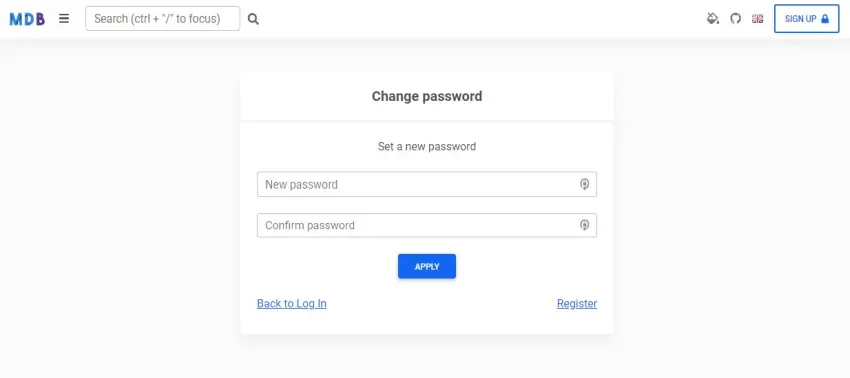 MDB
Search (ctrl + "/" to focus)
SIGN UP
Change password
Set a new password
New password
Confirm password
APPLY
Back to Log In
Register